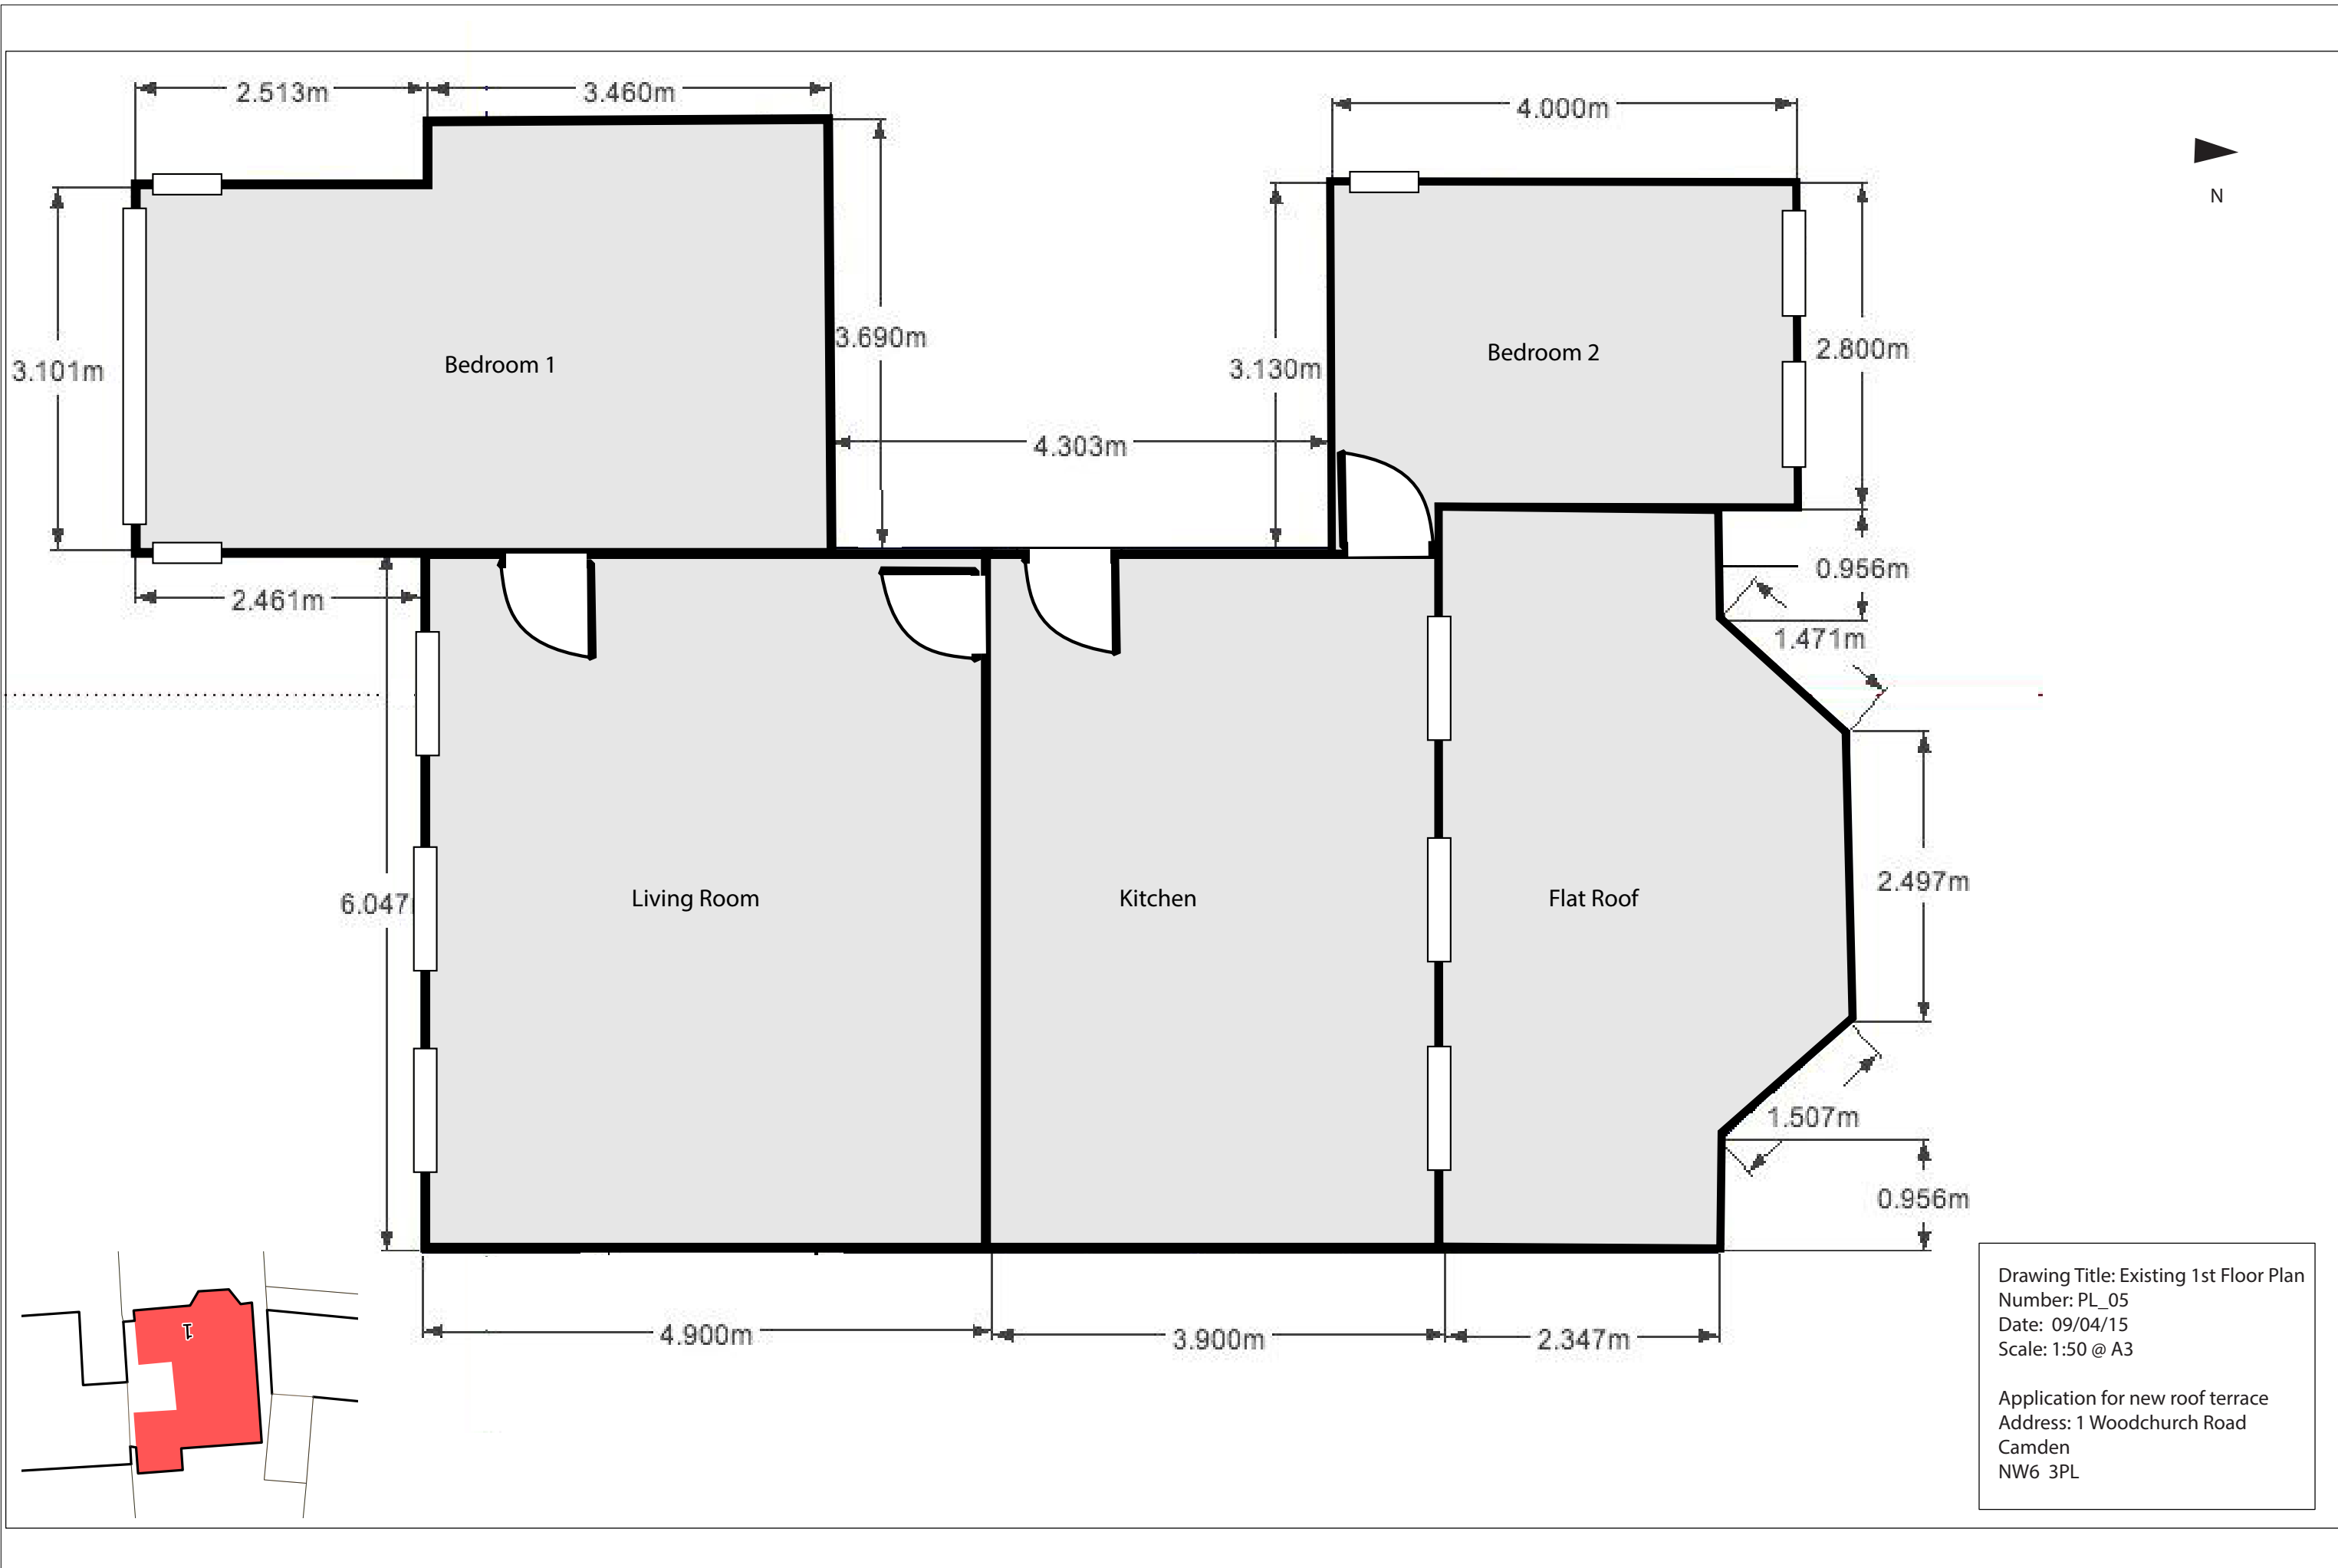 2.513m
3.460m
4.000m
N
3.690m
Bedroom 1
3.101m
3.130m
Bedroom 2
2.800m
4.303m
0.956m
2.461m
1.471m
6.047
Living Room
Kitchen
Flat Roof
2.497m
1.507m
0.956m
4.900m
3.900m
2.347m
1
Drawing Title: Existing 1st Floor Plan
Number: PL_05
Date: 09/04/15
Scale: 1:50 @ A3
Application for new roof terrace
Address: 1 Woodchurch Road
Camden
NW6 3PL